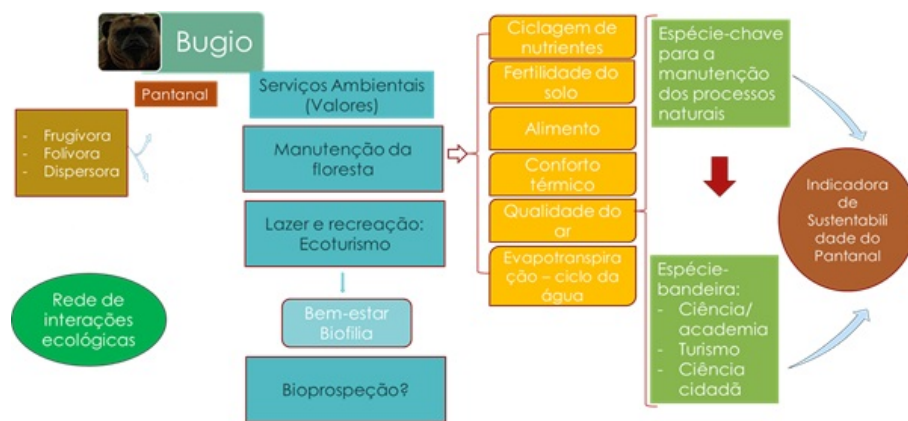 Bugio
Pantanal
- Frugívora
- Folívora
- Dispersora
Rede de
interações
ecológicas
Serviços Ambientais
(Valores)
Manutenção da
floresta
Lazer e recreação:
Ecoturismo
Bem-estar
Biofilia
Bioprospeção?
Ciclagem de
nutrientes
Fertilidade do
solo
Alimento
Conforto
térmico
Qualidade do
ar
Evapotranspira
ção – ciclo da
água
Espécie-chave
para a
manutenção
dos processos
naturais
Espécie-
bandeira:
- Ciência/
academia
- Turismo
- Ciência
cidadã
Indicadora
de
Sustentabili
dade do
Pantanal